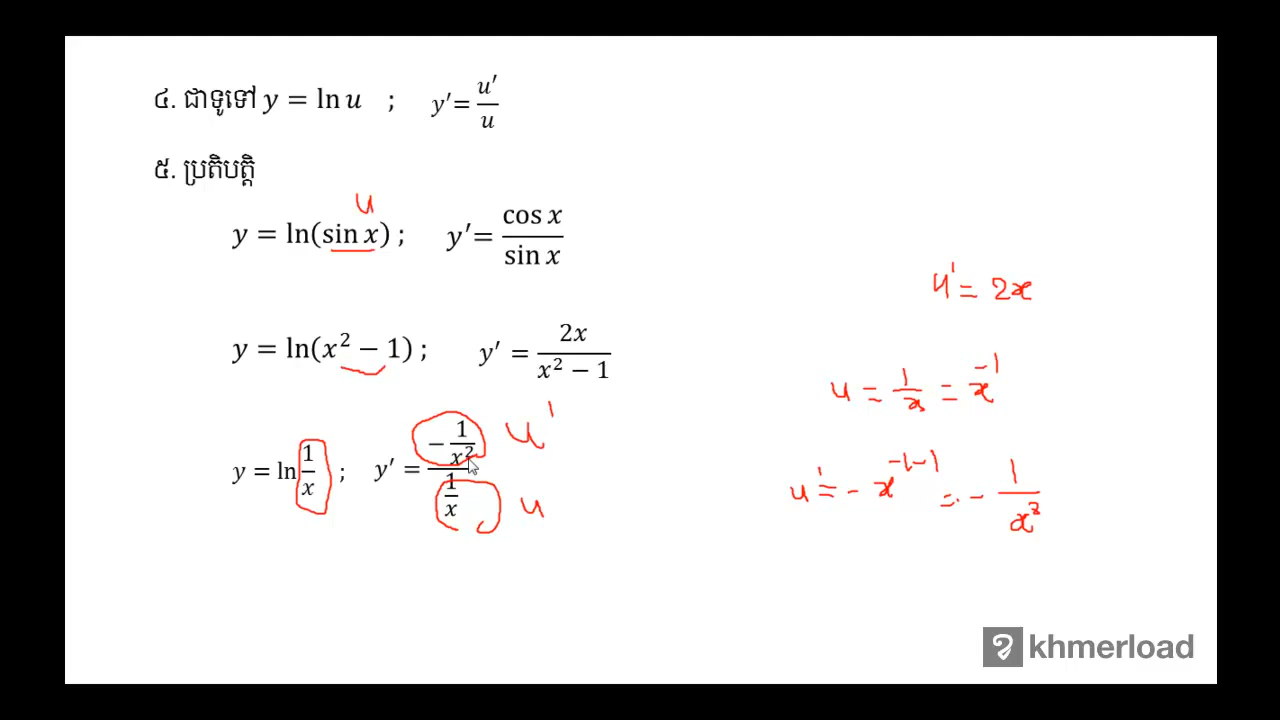 ៤. ជាទូទៅ y = ln u ; y′= u′/u
៥. ប្រតិបត្តិ
u
y = ln(sin x) ; y′= cos x/sin x
u′ = 2x
y = ln(x² − 1) ; y′ = 2x/(x² − 1)
u = 1/x = x⁻¹
y = ln 1/x ; y′ = (−1/x²)/(1/x) u′ u
u′ = - x⁻¹⁻¹ = - 1/x²
khmerload